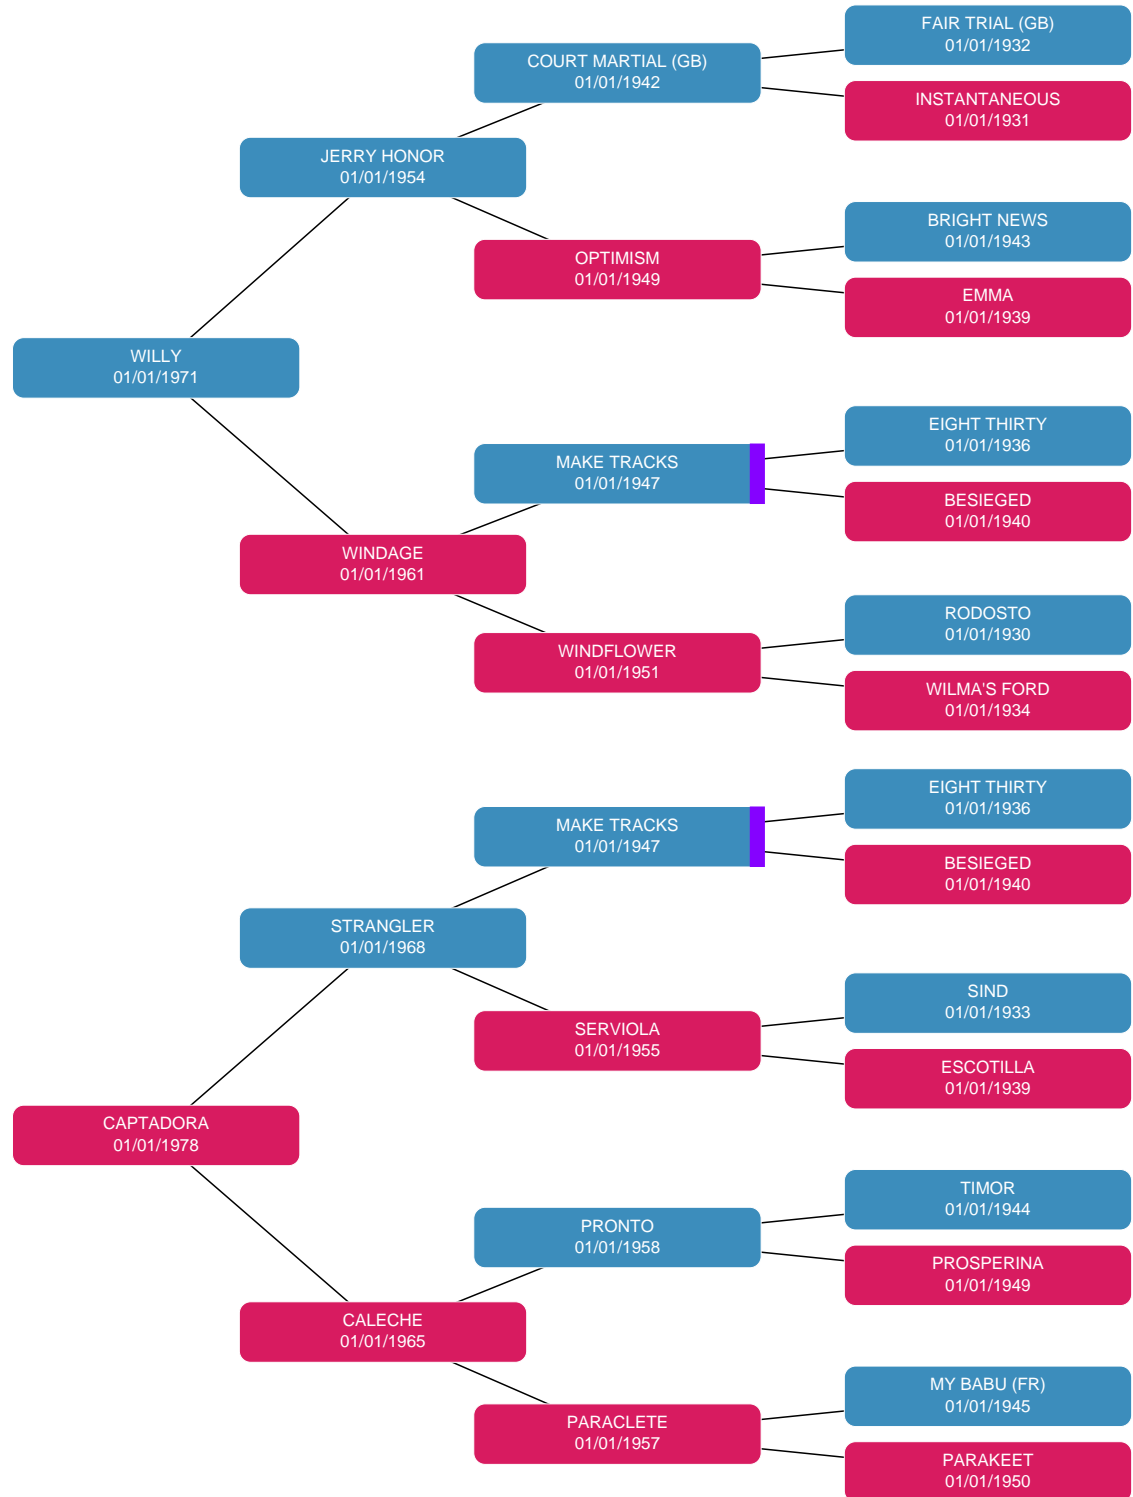 FAIR TRIAL (GB)
01/01/1932
COURT MARTIAL (GB)
01/01/1942
INSTANTANEOUS
01/01/1931
JERRY HONOR
01/01/1954
BRIGHT NEWS
01/01/1943
OPTIMISM
01/01/1949
EMMA
01/01/1939
WILLY
01/01/1971
EIGHT THIRTY
01/01/1936
MAKE TRACKS
01/01/1947
BESIEGED
01/01/1940
WINDAGE
01/01/1961
RODOSTO
01/01/1930
WINDFLOWER
01/01/1951
WILMA'S FORD
01/01/1934
EIGHT THIRTY
01/01/1936
MAKE TRACKS
01/01/1947
BESIEGED
01/01/1940
STRANGLER
01/01/1968
SIND
01/01/1933
SERVIOLA
01/01/1955
ESCOTILLA
01/01/1939
CAPTADORA
01/01/1978
TIMOR
01/01/1944
PRONTO
01/01/1958
PROSPERINA
01/01/1949
CALECHE
01/01/1965
MY BABU (FR)
01/01/1945
PARACLETE
01/01/1957
PARAKEET
01/01/1950